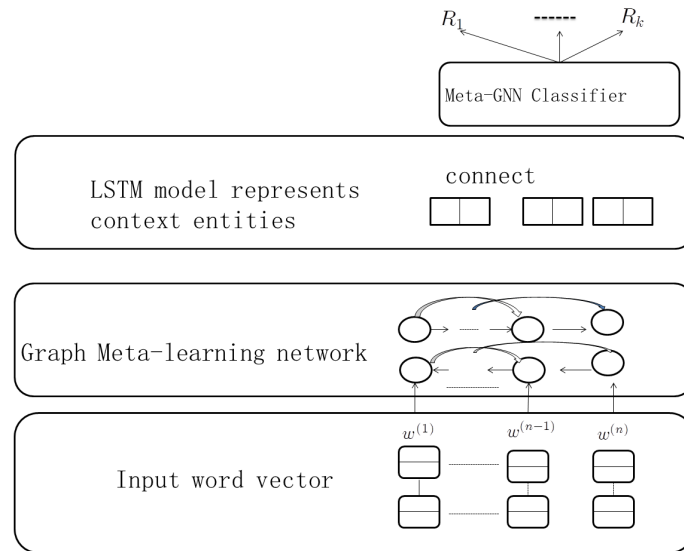 R_1 ------ R_k
Meta-GNN Classifier
connect
LSTM model represents
context entities
Graph Meta-learning network
w^{(1)} w^{(n-1)} w^{(n)}
Input word vector